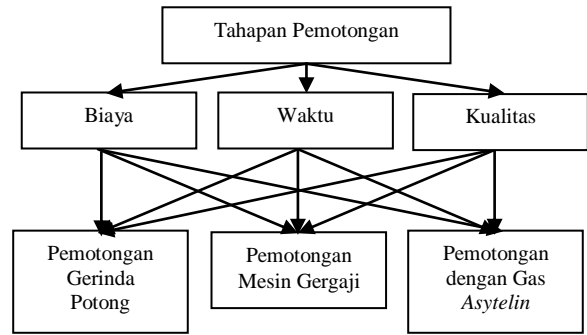 Tahapan Pemotongan
Biaya
Waktu
Kualitas
Pemotongan
Gerinda
Potong
Pemotongan
Mesin Gergaji
Pemotongan
dengan Gas
Asytelin